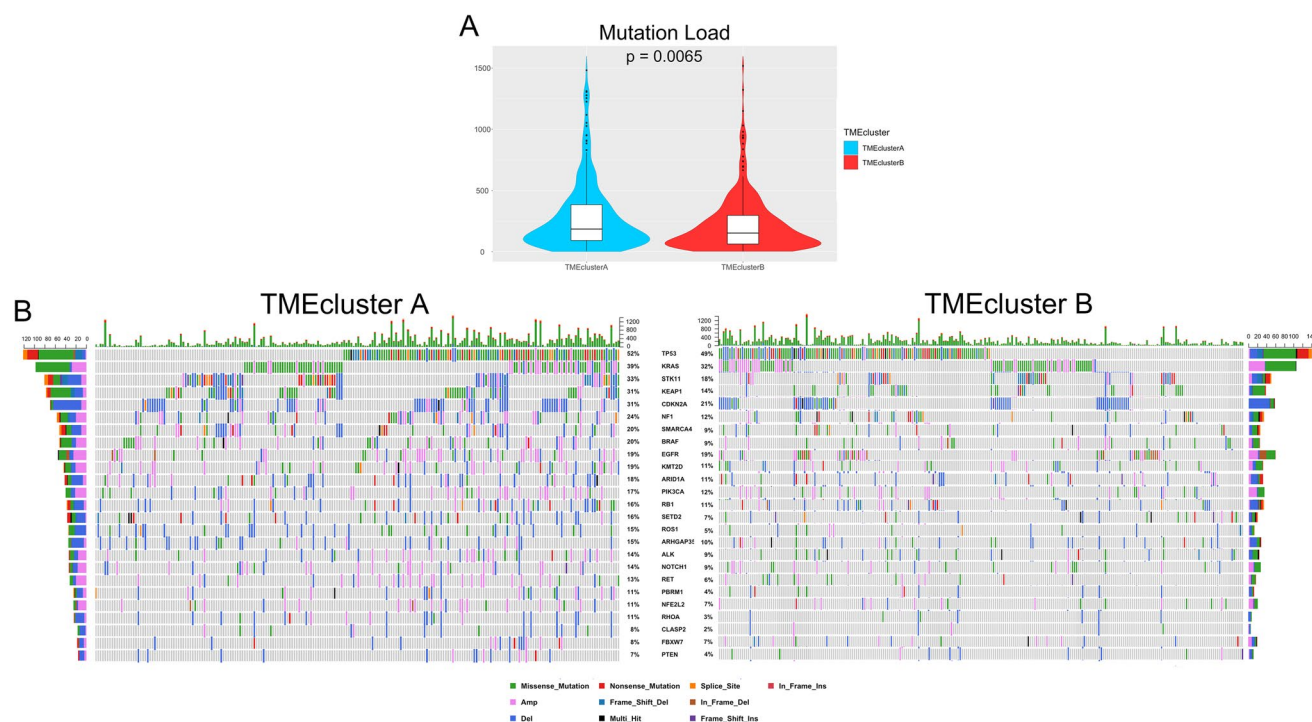 A
Mutation Load
p = 0.0065
1500
1000
500
0
TMEclusterA
TMEclusterB
TMEcluster
TMEclusterA
TMEclusterB
B
TMEcluster A
TMEcluster B
120 100 80 60 40 20 0
1200
800
400
0
1200
800
400
0
0 20 40 60 80 100 14
52% TP53 49%
39% KRAS 32%
33% STK11 18%
31% KEAP1 14%
31% CDKN2A 21%
24% NF1 12%
20% SMARCA4 9%
20% BRAF 9%
19% EGFR 19%
19% KMT2D 11%
18% ARID1A 11%
17% PIK3CA 12%
16% RB1 11%
16% SETD2 7%
15% ROS1 5%
15% ARHGAP35 10%
14% ALK 9%
14% NOTCH1 9%
13% RET 6%
11% PBRM1 4%
11% NFE2L2 7%
11% RHOA 3%
8% CLASP2 2%
8% FBXW7 7%
7% PTEN 4%
Missense_Mutation Nonsense_Mutation Splice_Site In_Frame_Ins
Amp Frame_Shift_Del In_Frame_Del
Del Multi_Hit Frame_Shift_Ins